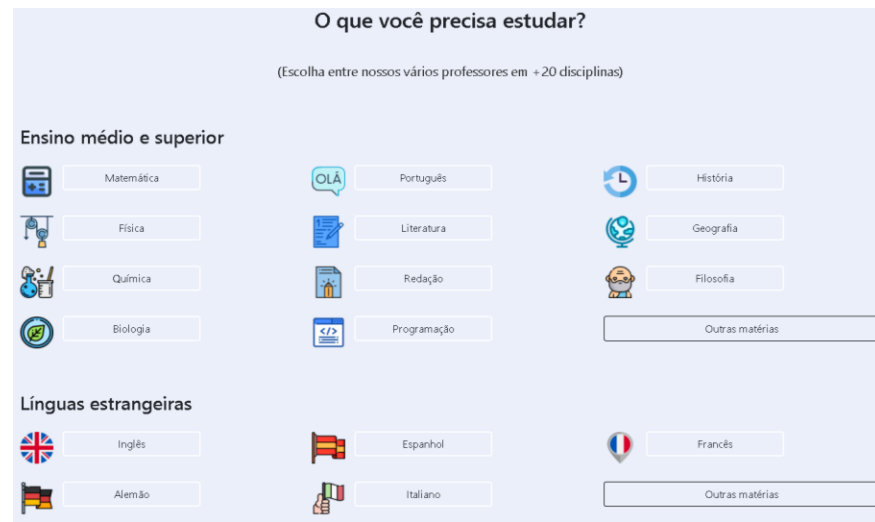 O que você precisa estudar?
(Escolha entre nossos vários professores em +20 disciplinas)
Ensino médio e superior
Matemática
OLÁ
Português
História
Física
Literatura
Geografia
Química
Redação
Filosofia
Biologia
</>
Programação
Outras matérias
Línguas estrangeiras
Inglês
Espanhol
Francês
Alemão
Italiano
Outras matérias